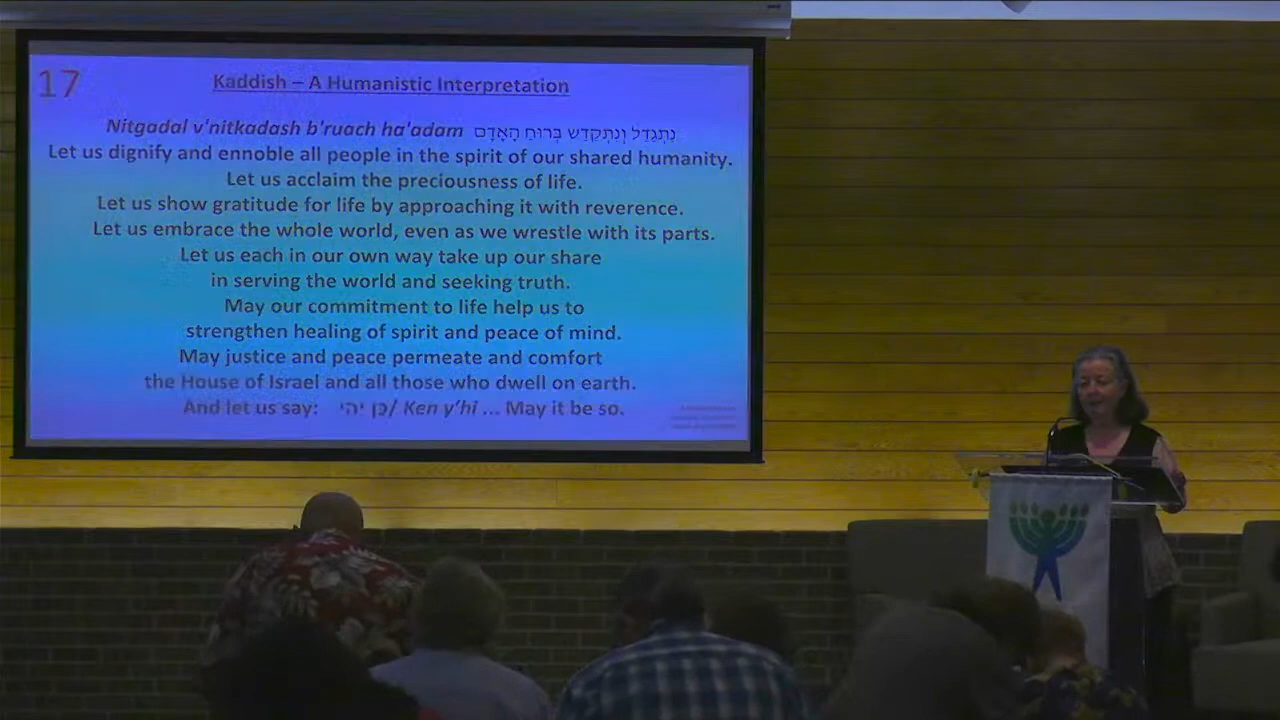 17
Kaddish – A Humanistic Interpretation
Nitgadal v'nitkadash b'ruach ha'adam נִתְגַּדַּל וְנִתְקַדַּשׁ בְּרוּחַ הָאָדָם
Let us dignify and ennoble all people in the spirit of our shared humanity.
Let us acclaim the preciousness of life.
Let us show gratitude for life by approaching it with reverence.
Let us embrace the whole world, even as we wrestle with its parts.
Let us each in our own way take up our share
in serving the world and seeking truth.
May our commitment to life help us to
strengthen healing of spirit and peace of mind.
May justice and peace permeate and comfort
the House of Israel and all those who dwell on earth.
And let us say: כן יהי/ Ken y'hi ... May it be so.